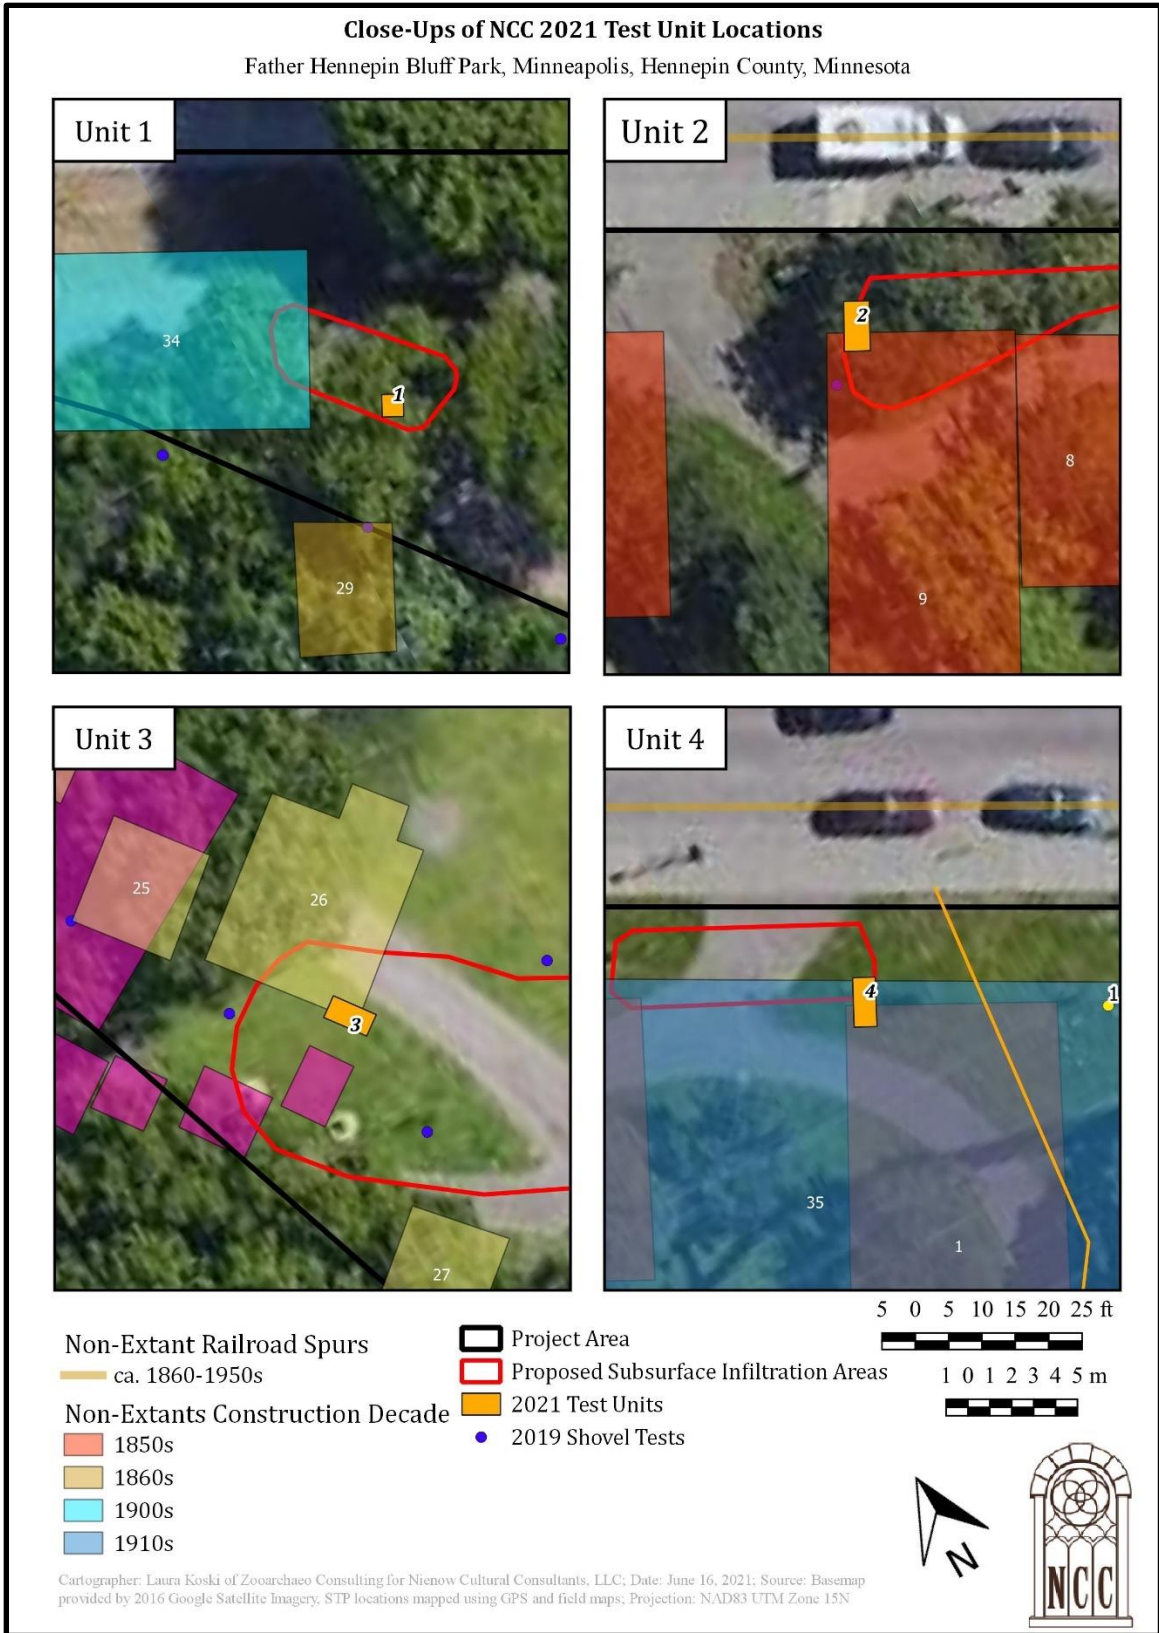 Close-Ups of NCC 2021 Test Unit Locations
Father Hennepin Bluff Park, Minneapolis, Hennepin County, Minnesota
Unit 1
34
1
29
Unit 2
2
8
9
Unit 3
25
26
3
27
Unit 4
4
1
35
1
5 0 5 10 15 20 25 ft
1 0 1 2 3 4 5 m
Non-Extant Railroad Spurs
ca. 1860-1950s
Non-Extants Construction Decade
1850s
1860s
1900s
1910s
Project Area
Proposed Subsurface Infiltration Areas
2021 Test Units
2019 Shovel Tests
N
NCC
Cartographer: Laura Koski of Zooarchaeo Consulting for Nienow Cultural Consultants, LLC; Date: June 16, 2021; Source: Basemap
provided by 2016 Google Satellite Imagery, STP locations mapped using GPS and field maps; Projection: NAD83 UTM Zone 15N